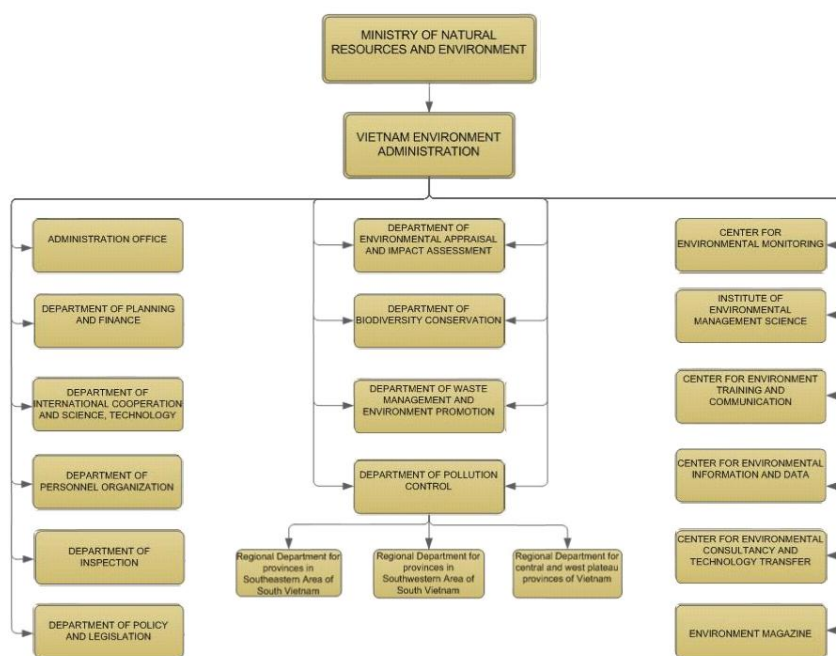 MINISTRY OF NATURAL
RESOURCES AND ENVIRONMENT
VIETNAM ENVIRONMENT
ADMINISTRATION
ADMINISTRATION OFFICE
DEPARTMENT OF PLANNING
AND FINANCE
DEPARTMENT OF
INTERNATIONAL COOPERATION
AND SCIENCE, TECHNOLOGY
DEPARTMENT OF
PERSONNEL ORGANIZATION
DEPARTMENT OF
INSPECTION
DEPARTMENT OF POLICY
AND LEGISLATION
DEPARTMENT OF
ENVIRONMENTAL APPRAISAL
AND IMPACT ASSESSMENT
DEPARTMENT OF
BIODIVERSITY CONSERVATION
DEPARTMENT OF WASTE
MANAGEMENT AND
ENVIRONMENT PROMOTION
DEPARTMENT OF POLLUTION
CONTROL
Regional Department for
provinces in
Southeastern Area of
South Vietnam
Regional Department for
provinces in
Southwestern Area of
South Vietnam
Regional Department for
central and west plateau
provinces of Vietnam
CENTER FOR
ENVIRONMENTAL MONITORING
INSTITUTE OF
ENVIRONMENTAL
MANAGEMENT SCIENCE
CENTER FOR ENVIRONMENT
TRAINING AND
COMMUNICATION
CENTER FOR ENVIRONMENTAL
INFORMATION AND DATA
CENTER FOR ENVIRONMENTAL
CONSULTANCY AND
TECHNOLOGY TRANSFER
ENVIRONMENT MAGAZINE